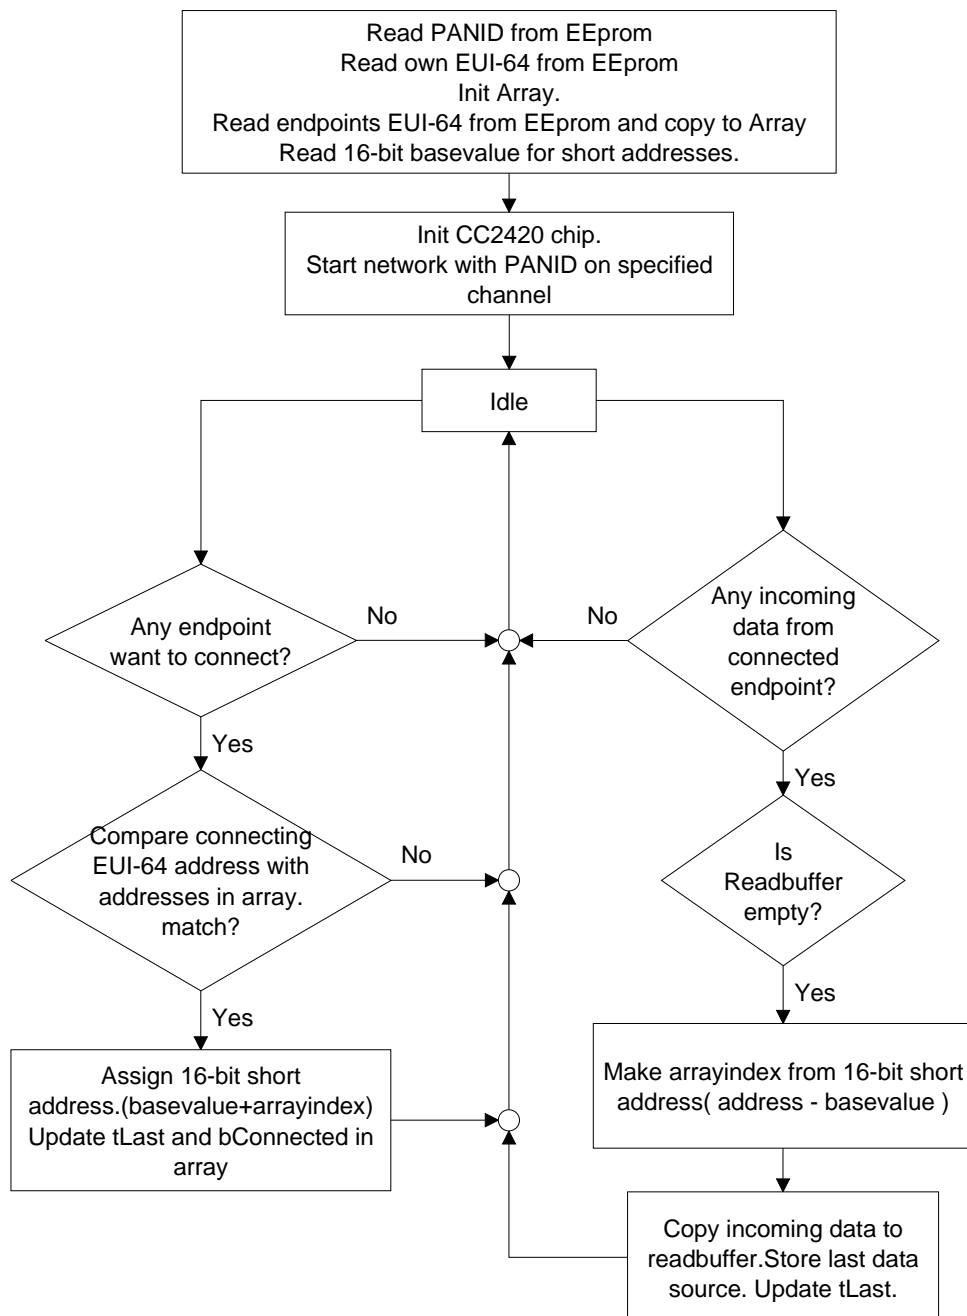 Read PANID from EEprom
Read own EUI-64 from EEprom
Init Array.
Read endpoints EUI-64 from EEprom and copy to Array
Read 16-bit basevalue for short addresses.
Init CC2420 chip.
Start network with PANID on specified
channel
Idle
Any endpoint
want to connect?
No
No
Any incoming
data from
connected
endpoint?
Yes
Yes
Compare connecting
EUI-64 address with
addresses in array.
match?
No
Is
Readbuffer
empty?
Yes
Yes
Assign 16-bit short
address.(basevalue+arrayindex)
Update tLast and bConnected in
array
Make arrayindex from 16-bit short
address( address - basevalue )
Copy incoming data to
readbuffer.Store last data
source. Update tLast.